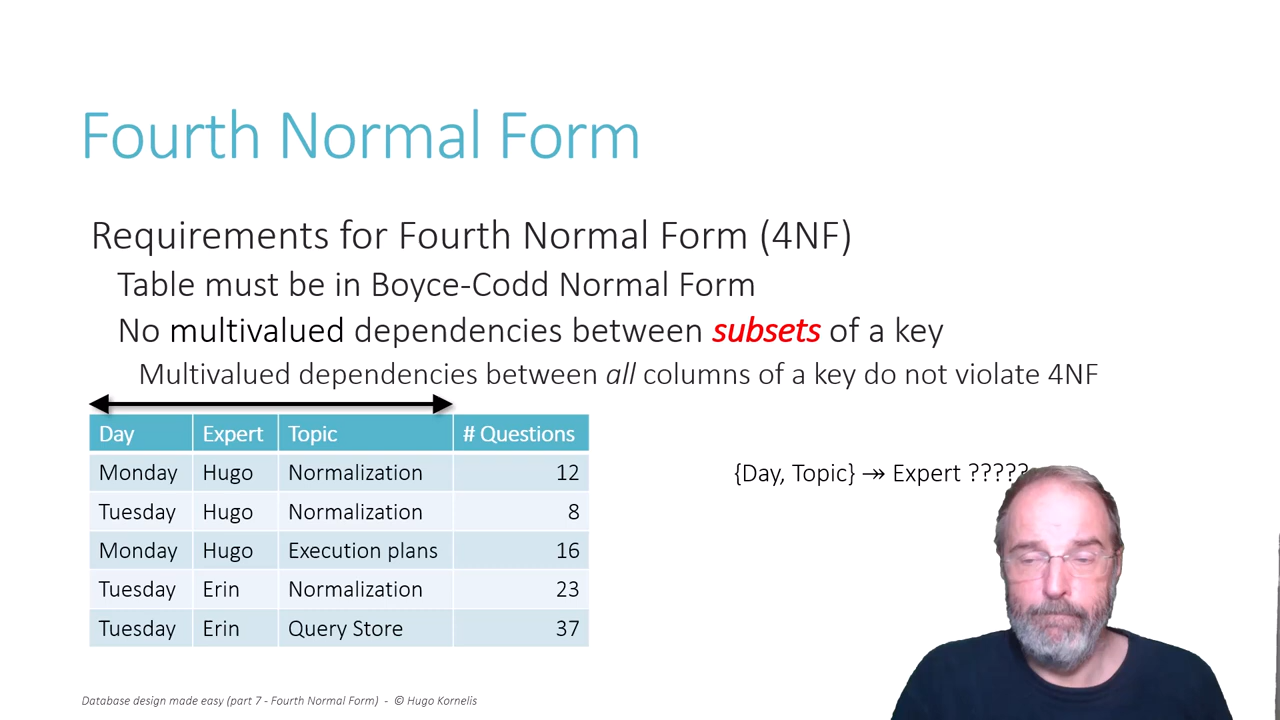 Fourth Normal Form
Requirements for Fourth Normal Form (4NF)
Table must be in Boyce-Codd Normal Form
No multivalued dependencies between subsets of a key
Multivalued dependencies between all columns of a key do not violate 4NF
Day Expert Topic # Questions
Monday Hugo Normalization 12
Tuesday Hugo Normalization 8
Monday Hugo Execution plans 16
Tuesday Erin Normalization 23
Tuesday Erin Query Store 37
{Day, Topic} ↠ Expert ?????
Database design made easy (part 7 - Fourth Normal Form) - © Hugo Kornelis